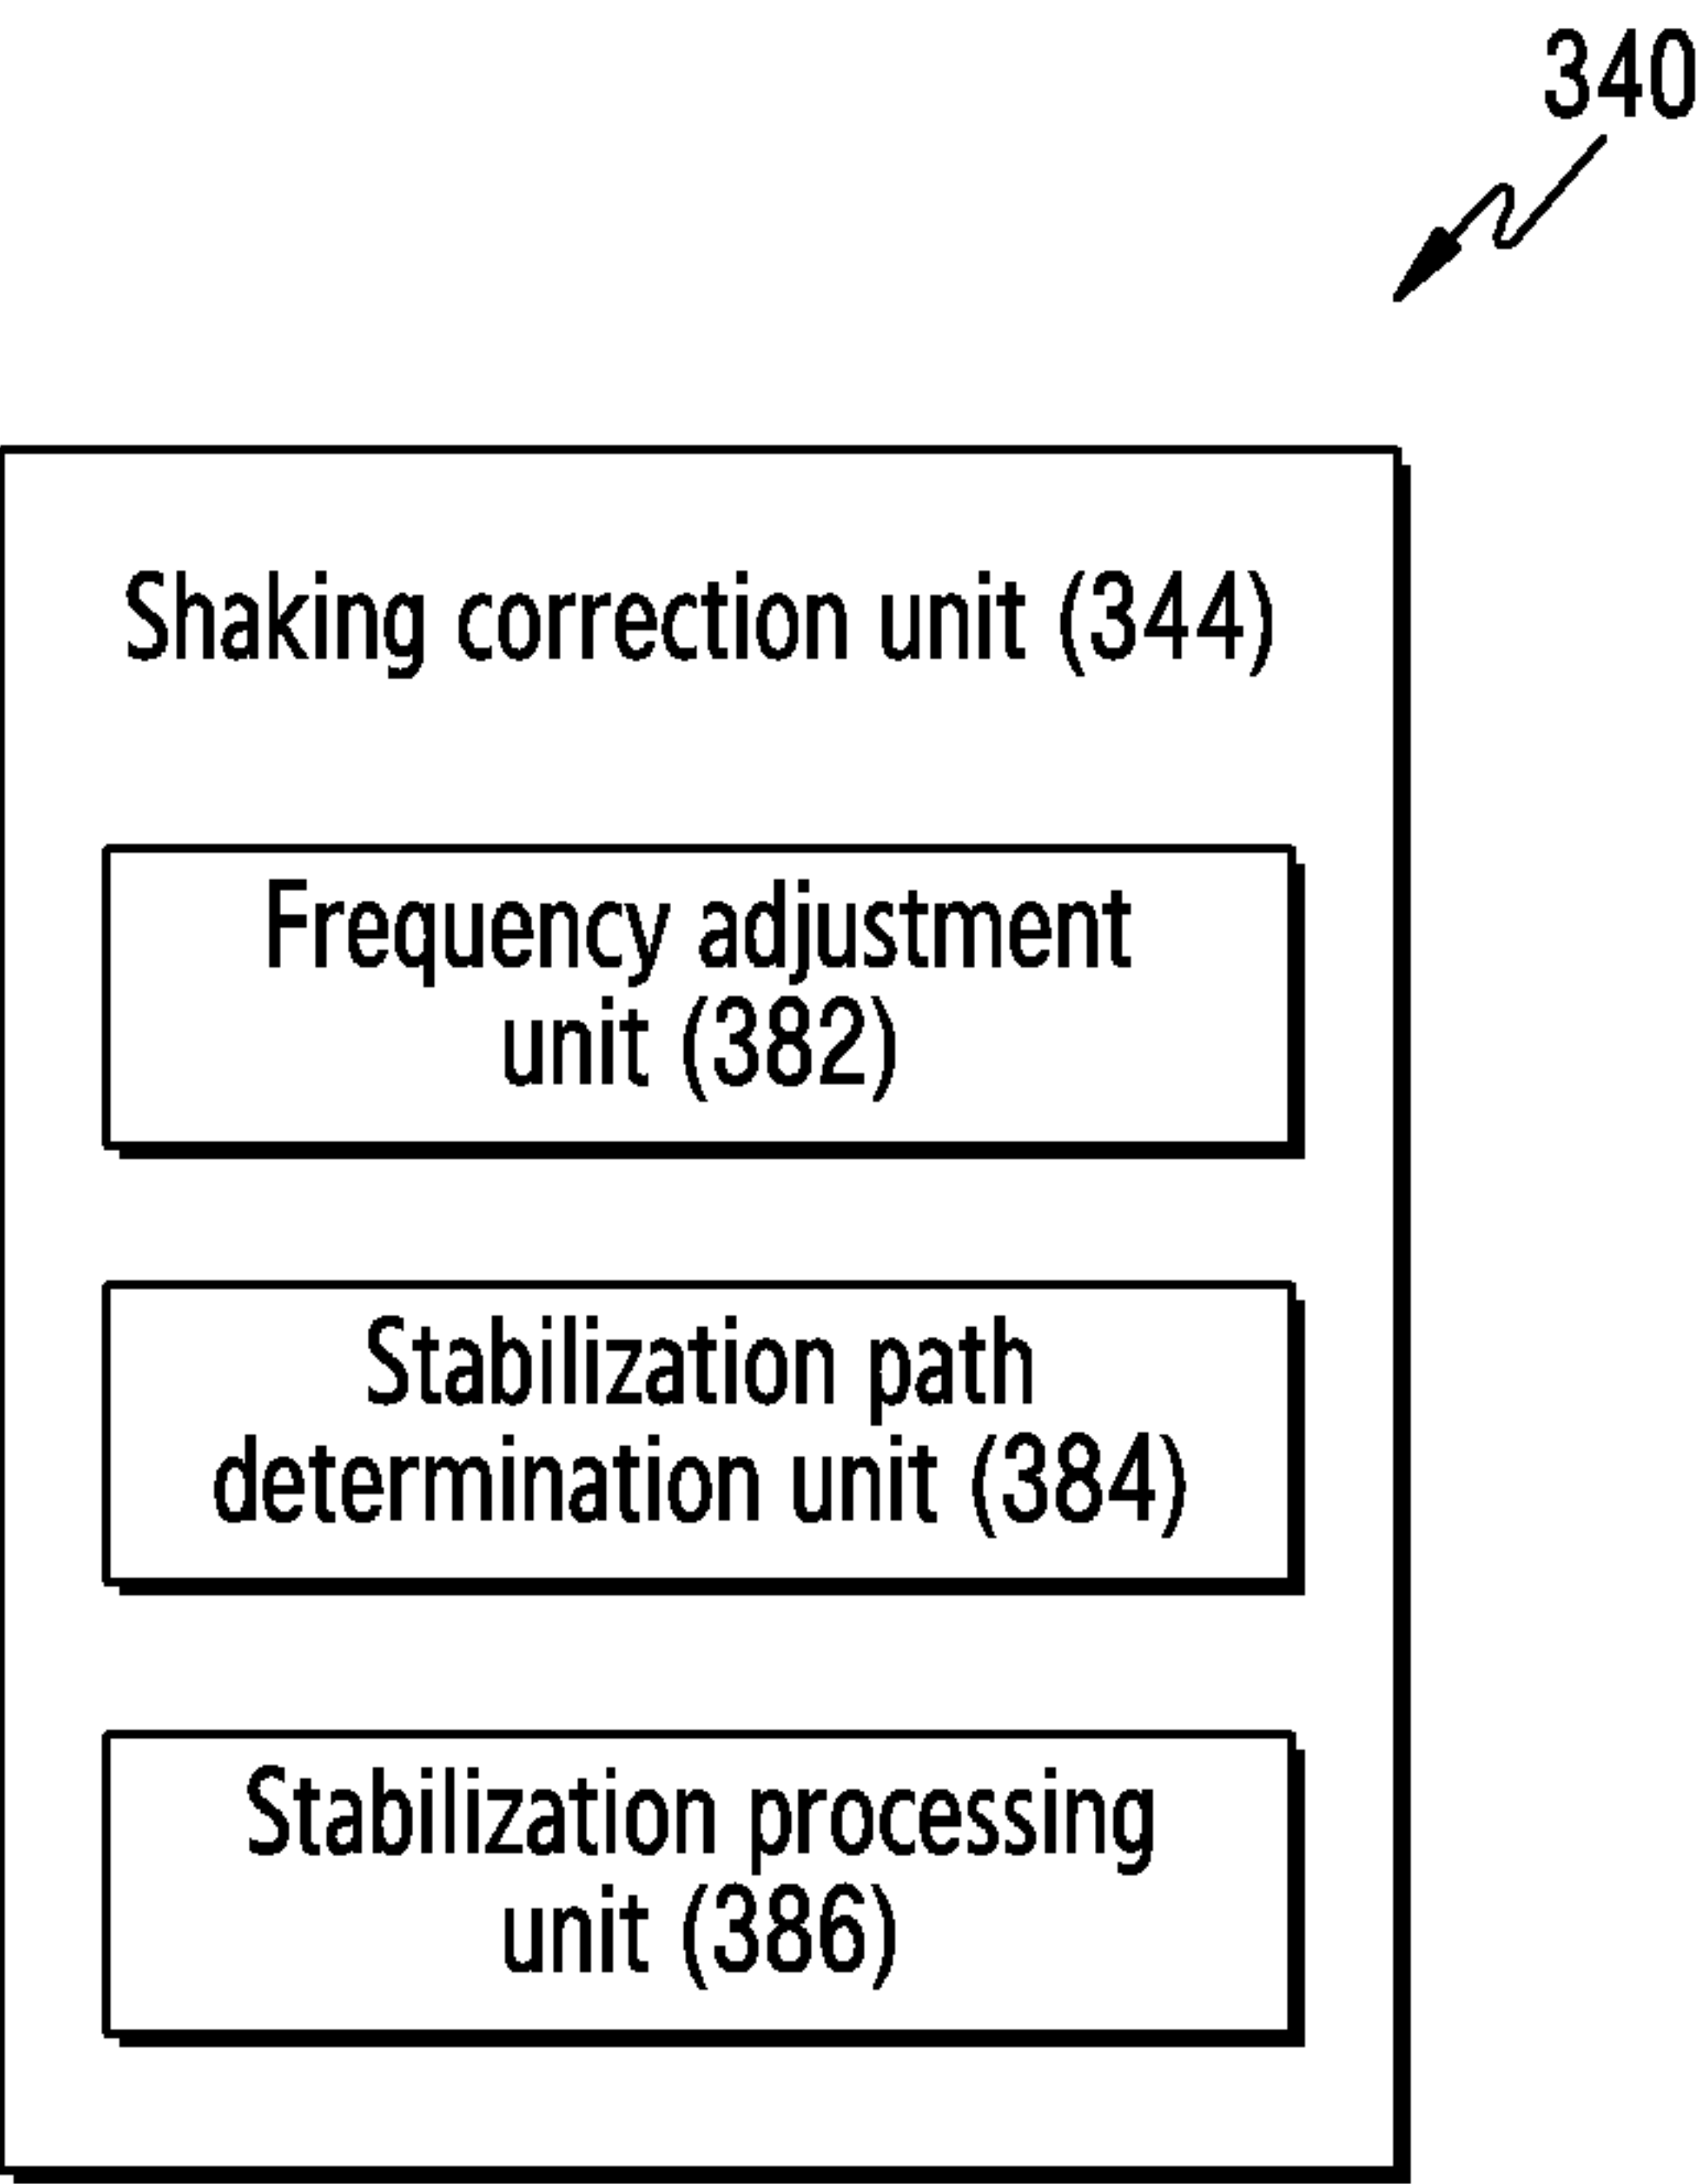 340
Shaking correction unit (344)
Frequency adjustment
unit (382)
Stabilization path
determination unit (384)
Stabilization processing
unit (386)